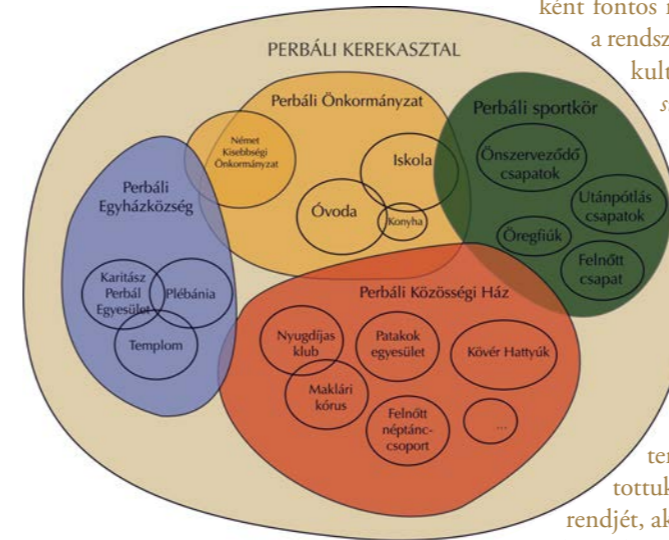 PERBÁLI KEREKASZTAL
Perbáli Önkormányzat
Német
Kisebbségi
Önkormányzat
Iskola
Óvoda
Konyha
Perbáli sportkör
Önszerveződő
csapatok
Utánpótlás
csapatok
Öregfiúk
Felnőtt
csapat
Perbáli
Egyházközség
Karitász
Perbál
Egyesület
Plébánia
Templom
Perbáli Közösségi Ház
Nyugdíjas
klub
Patakok
egyesület
Kövér Hattyúk
Maklári
kórus
Felnőtt
néptánc-
csoport
...
ként fontos
a rendsz
kult
ter
tottuk
rendjét, ak